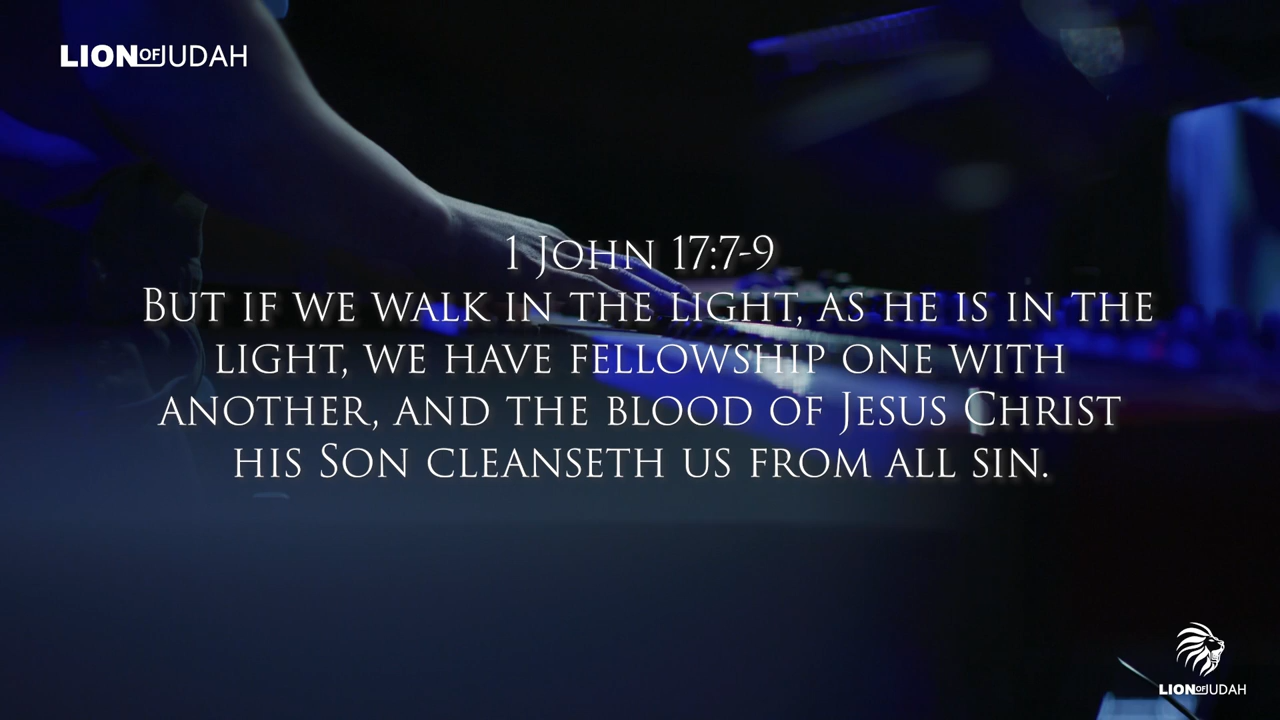 LION OF JUDAH
1 John 17:7-9
But if we walk in the light, as he is in the
light, we have fellowship one with
another, and the blood of Jesus Christ
his Son cleanseth us from all sin.
LION OF JUDAH